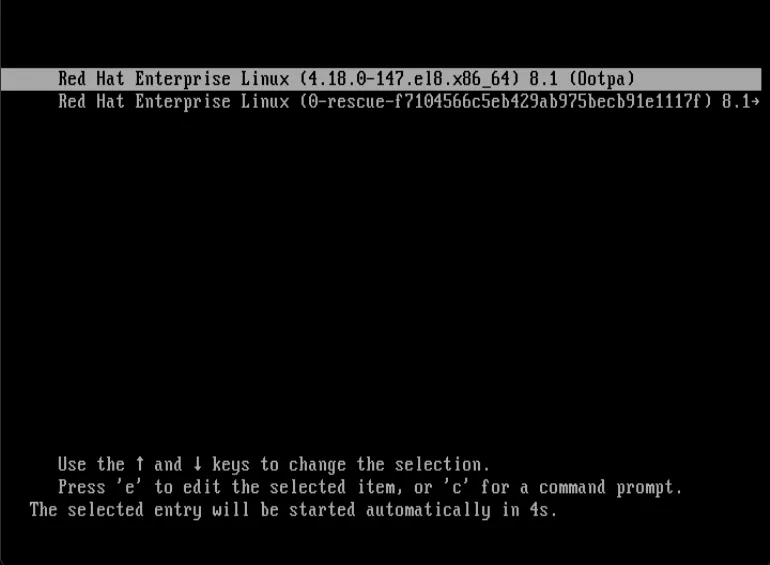 Red Hat Enterprise Linux (4.18.0-147.el8.x86_64) 8.1 (Ootpa)
Red Hat Enterprise Linux (0-rescue-f7104566c5eb429ab975becb91e1117f) 8.1→
Use the ↑ and ↓ keys to change the selection.
Press 'e' to edit the selected item, or 'c' for a command prompt.
The selected entry will be started automatically in 4s.